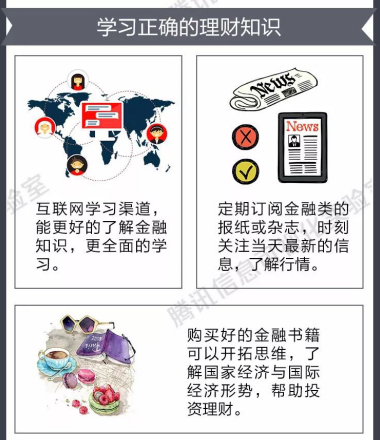 学习正确的理财知识
News
News
互联网学习渠道，
能更好的了解金融
知识，更全面的学
习。
定期订阅金融类的
报纸或杂志，时刻
关注当天最新的信
息，了解行情。
购买好的金融书籍
可以开拓思维，了
解国家经济与国际
经济形势，帮助投
资理财。